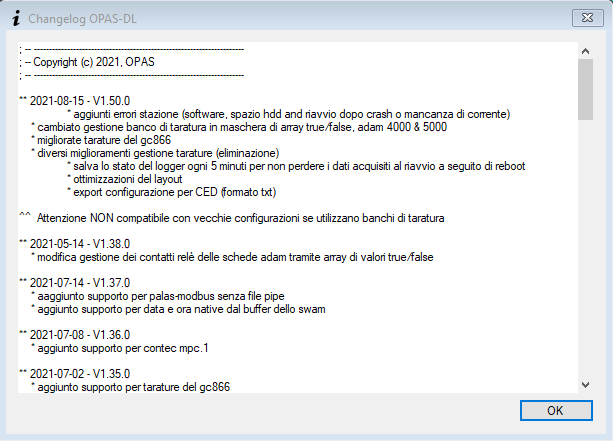 Changelog OPAS-DL
; -- ----------------------------------------------------------------------
; -- Copyright (c) 2021, OPAS
; -- ----------------------------------------------------------------------
** 2021-08-15 - V1.50.0
* aggiunti errori stazione (software, spazio hdd and riavvio dopo crash o mancanza di corrente)
* cambiato gestione banco di taratura in maschera di array true/false, adam 4000 & 5000
* migliorate tarature del gc866
* diversi miglioramenti gestione tarature (eliminazione)
* salva lo stato del logger ogni 5 minuti per non perdere i dati acquisiti al riavvio a seguito di reboot
* ottimizzazioni del layout
* export configurazione per CED (formato txt)
^^ Attenzione NON compatibile con vecchie configurazioni se utilizzano banchi di taratura
** 2021-05-14 - V1.38.0
* modifica gestione dei contatti relè delle schede adam tramite array di valori true/false
** 2021-07-14 - V1.37.0
* aaggiunto supporto per palas-modbus senza file pipe
* aggiunto supporto per data e ora native dal buffer dello swam
** 2021-07-08 - V1.36.0
* aggiunto supporto per contec mpc.1
** 2021-07-02 - V1.35.0
* aggiunto supporto per tarature del gc866
OK